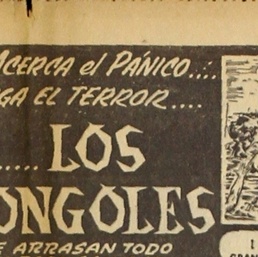 ACERCA el PÁNICO....
GA EL TERROR....
..... LOS
ONGOLES
E ARRASAN TODO